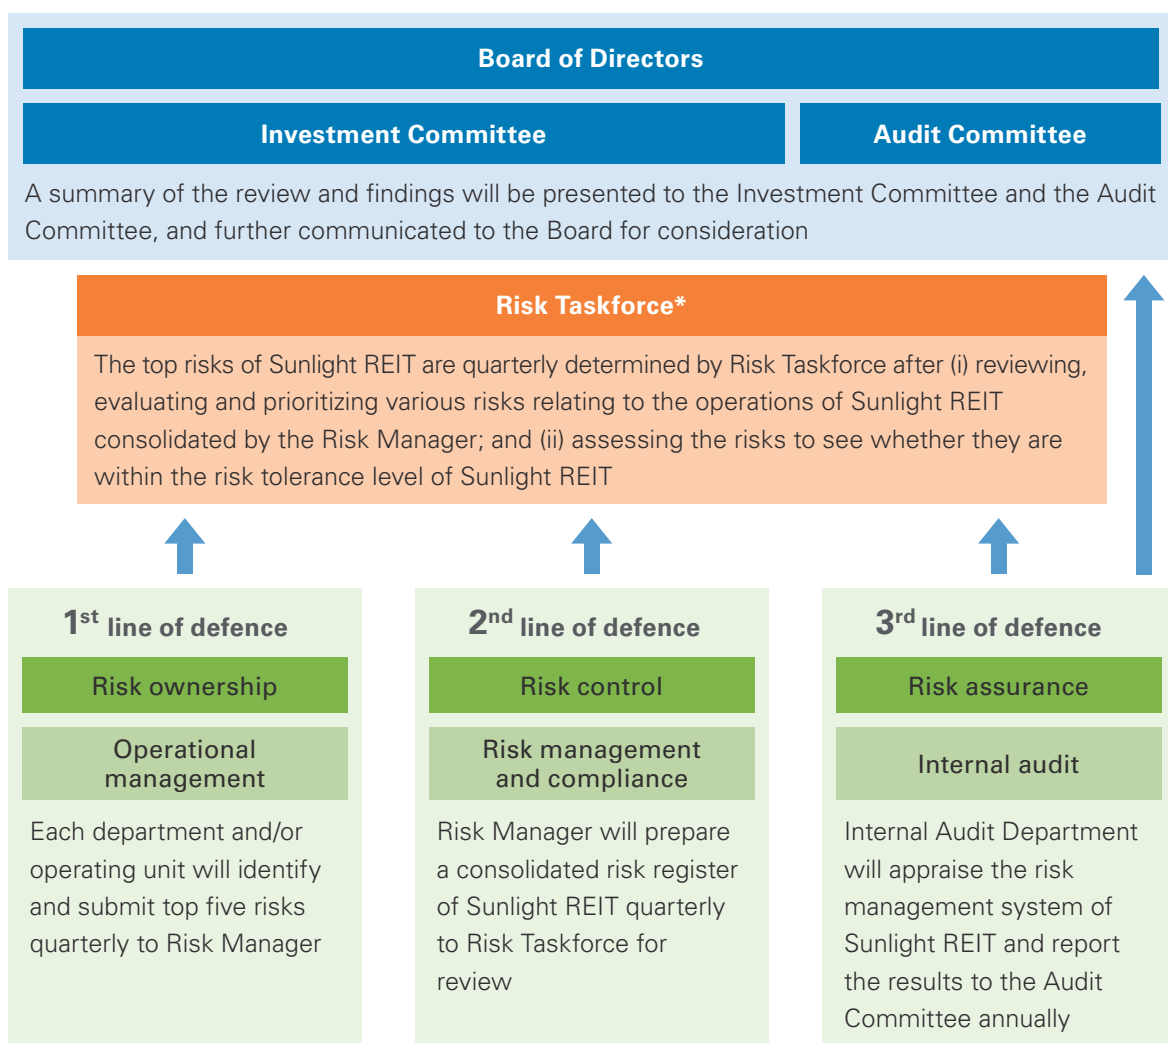 Board of Directors
Investment Committee
Audit Committee
A summary of the review and findings will be presented to the Investment Committee and the Audit
Committee, and further communicated to the Board for consideration
Risk Taskforce*
The top risks of Sunlight REIT are quarterly determined by Risk Taskforce after (i) reviewing,
evaluating and prioritizing various risks relating to the operations of Sunlight REIT
consolidated by the Risk Manager; and (ii) assessing the risks to see whether they are
within the risk tolerance level of Sunlight REIT
1st line of defence
Risk ownership
Operational
management
Each department and/or
operating unit will identify
and submit top five risks
quarterly to Risk Manager
2nd line of defence
Risk control
Risk management
and compliance
Risk Manager will prepare
a consolidated risk register
of Sunlight REIT quarterly
to Risk Taskforce for
review
3rd line of defence
Risk assurance
Internal audit
Internal Audit Department
will appraise the risk
management system of
Sunlight REIT and report
the results to the Audit
Committee annually